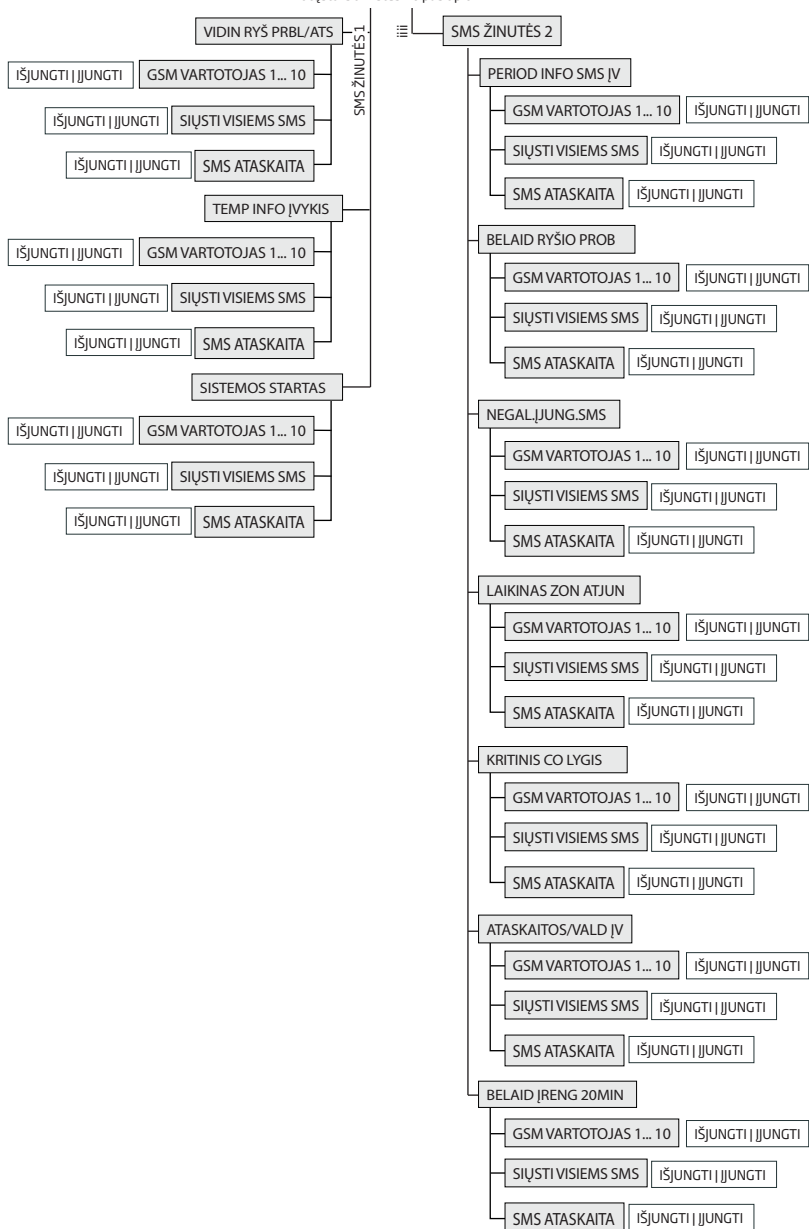 VIDIN RYŠ PRBL/ATS
IŠJUNGTI | ĮJUNGTI GSM VARTOTOJAS 1... 10
IŠJUNGTI | ĮJUNGTI SIŲSTI VISIEMS SMS
IŠJUNGTI | ĮJUNGTI SMS ATASKAITA
TEMP INFO ĮVYKIS
IŠJUNGTI | ĮJUNGTI GSM VARTOTOJAS 1... 10
IŠJUNGTI | ĮJUNGTI SIŲSTI VISIEMS SMS
IŠJUNGTI | ĮJUNGTI SMS ATASKAITA
SISTEMOS STARTAS
IŠJUNGTI | ĮJUNGTI GSM VARTOTOJAS 1... 10
IŠJUNGTI | ĮJUNGTI SIŲSTI VISIEMS SMS
IŠJUNGTI | ĮJUNGTI SMS ATASKAITA
SMS ŽINUTĖS 1
SMS ŽINUTĖS 2
PERIOD INFO SMS ĮV
GSM VARTOTOJAS 1... 10 IŠJUNGTI | ĮJUNGTI
SIŲSTI VISIEMS SMS IŠJUNGTI | ĮJUNGTI
SMS ATASKAITA IŠJUNGTI | ĮJUNGTI
BELAID RYŠIO PROB
GSM VARTOTOJAS 1... 10 IŠJUNGTI | ĮJUNGTI
SIŲSTI VISIEMS SMS IŠJUNGTI | ĮJUNGTI
SMS ATASKAITA IŠJUNGTI | ĮJUNGTI
NEGAL.ĮJUNG.SMS
GSM VARTOTOJAS 1... 10 IŠJUNGTI | ĮJUNGTI
SIŲSTI VISIEMS SMS IŠJUNGTI | ĮJUNGTI
SMS ATASKAITA IŠJUNGTI | ĮJUNGTI
LAIKINAS ZON ATJUN
GSM VARTOTOJAS 1... 10 IŠJUNGTI | ĮJUNGTI
SIŲSTI VISIEMS SMS IŠJUNGTI | ĮJUNGTI
SMS ATASKAITA IŠJUNGTI | ĮJUNGTI
KRITINIS CO LYGIS
GSM VARTOTOJAS 1... 10 IŠJUNGTI | ĮJUNGTI
SIŲSTI VISIEMS SMS IŠJUNGTI | ĮJUNGTI
SMS ATASKAITA IŠJUNGTI | ĮJUNGTI
ATASKAITOS/VALD ĮV
GSM VARTOTOJAS 1... 10 IŠJUNGTI | ĮJUNGTI
SIŲSTI VISIEMS SMS IŠJUNGTI | ĮJUNGTI
SMS ATASKAITA IŠJUNGTI | ĮJUNGTI
BELAID ĮRENG 20MIN
GSM VARTOTOJAS 1... 10 IŠJUNGTI | ĮJUNGTI
SIŲSTI VISIEMS SMS IŠJUNGTI | ĮJUNGTI
SMS ATASKAITA IŠJUNGTI | ĮJUNGTI